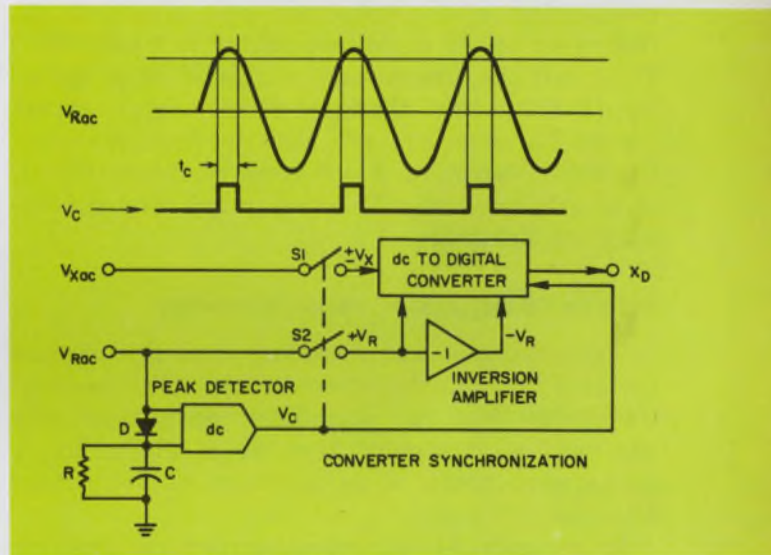 VRac
tc
VC
VXac
S1
±VX
dc TO DIGITAL
CONVERTER
XD
VRac
S2
+VR
-1
-VR
INVERSION
AMPLIFIER
PEAK DETECTOR
D
dc
VC
R
C
CONVERTER SYNCHRONIZATION